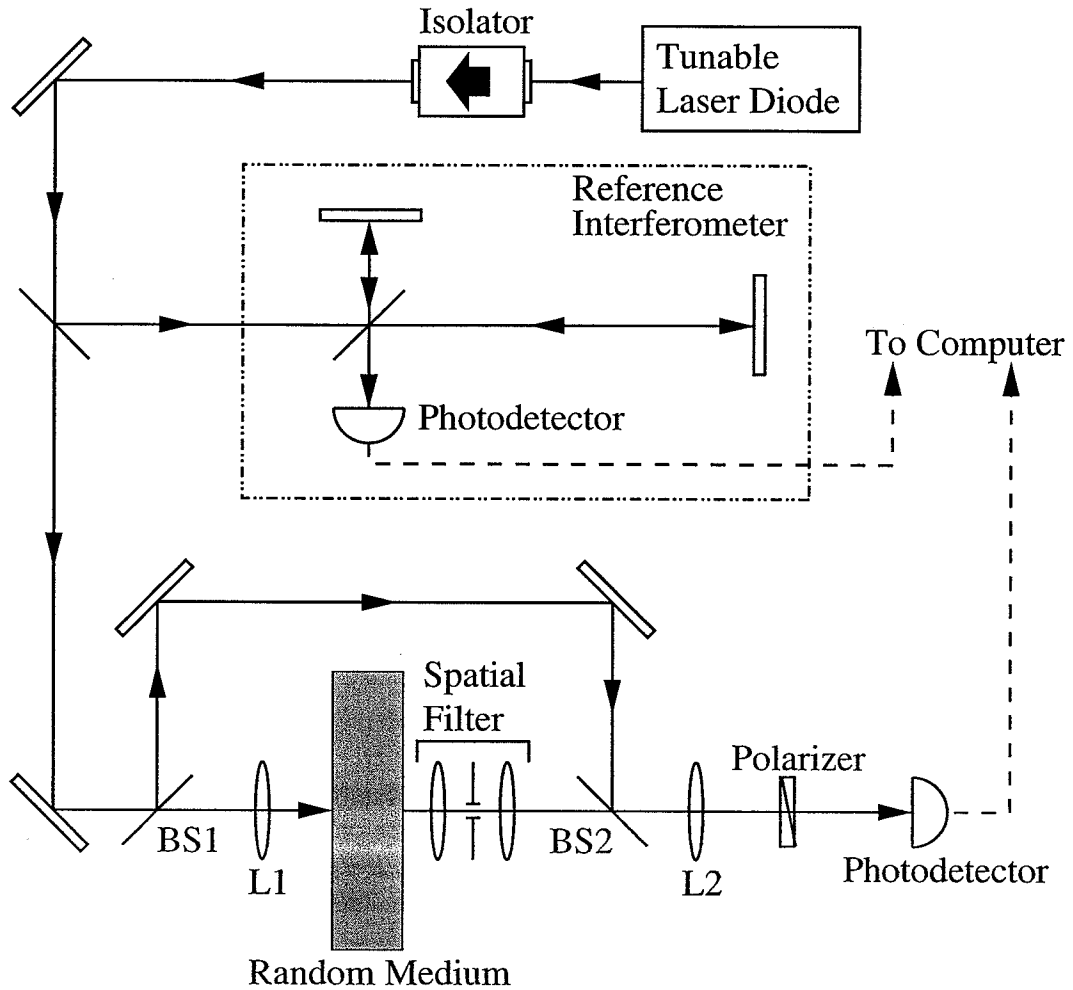 Isolator
Tunable
Laser Diode
Reference
Interferometer
To Computer
Photodetector
Spatial
Filter
Polarizer
BS1
BS2
L1
L2
Photodetector
Random Medium